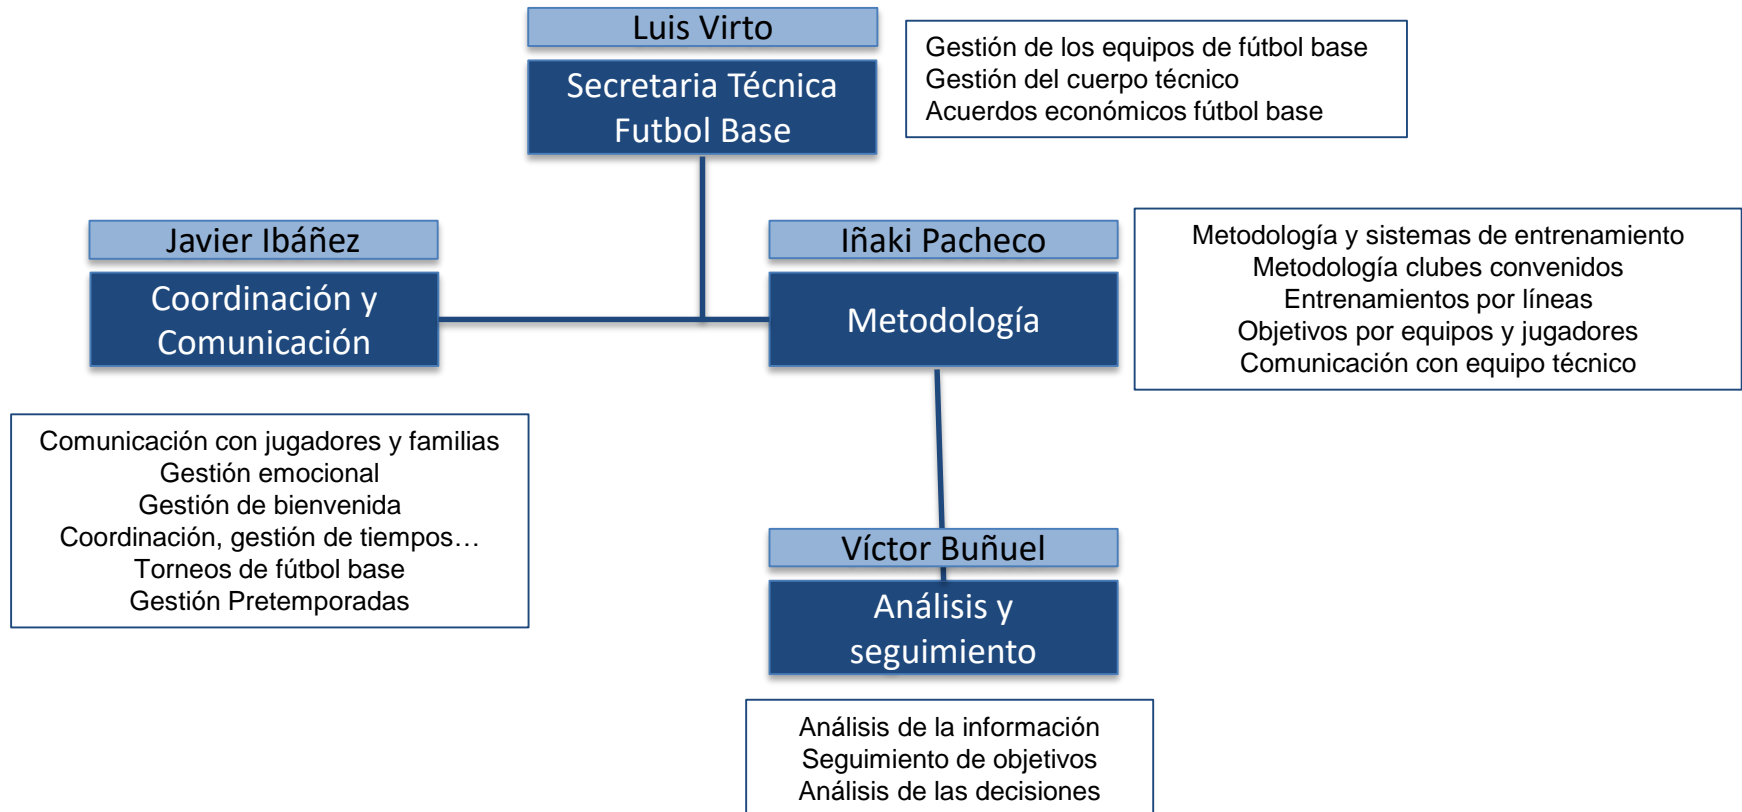 Luis Virto
Secretaria Técnica
Futbol Base
Gestión de los equipos de fútbol base
Gestión del cuerpo técnico
Acuerdos económicos fútbol base
Javier Ibáñez
Coordinación y
Comunicación
Iñaki Pacheco
Metodología
Metodología y sistemas de entrenamiento
Metodología clubes convenidos
Entrenamientos por líneas
Objetivos por equipos y jugadores
Comunicación con equipo técnico
Comunicación con jugadores y familias
Gestión emocional
Gestión de bienvenida
Coordinación, gestión de tiempos…
Torneos de fútbol base
Gestión Pretemporadas
Víctor Buñuel
Análisis y
seguimiento
Análisis de la información
Seguimiento de objetivos
Análisis de las decisiones